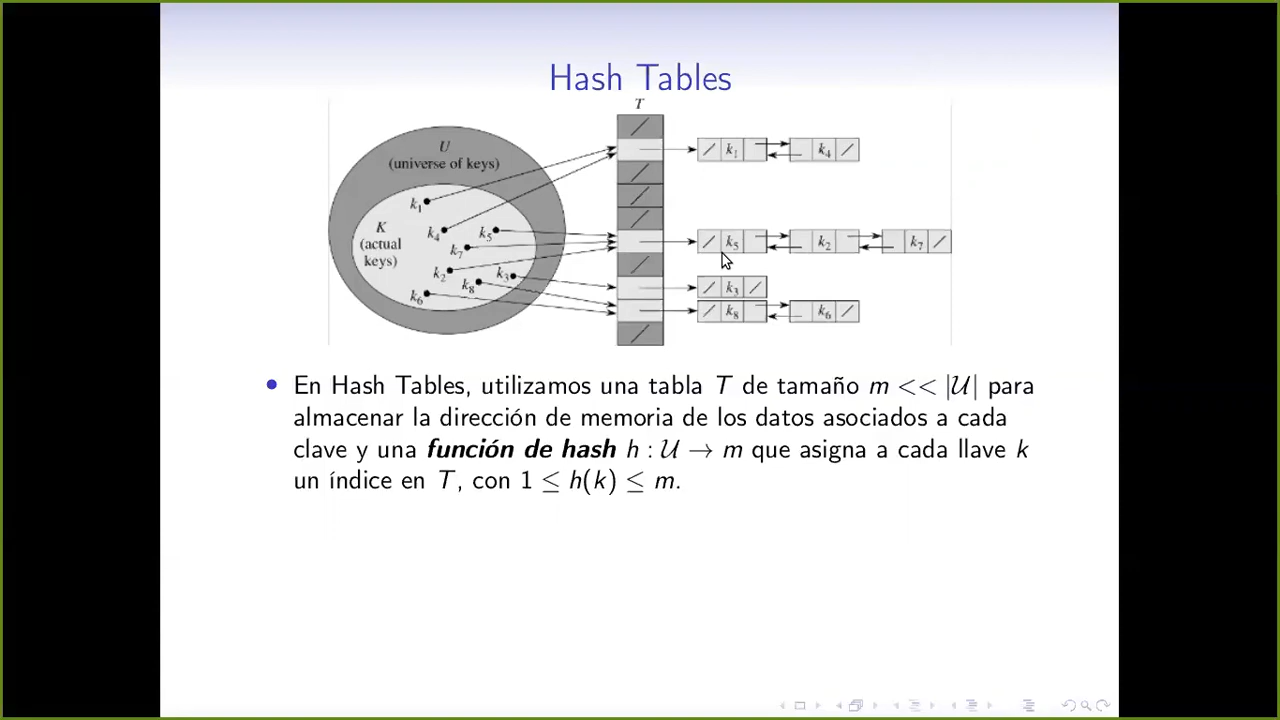 Hash Tables
T
U
(universe of keys)
K
(actual
keys)
k1
k4
k5
k7
k2
k8
k3
k6
k1 k4
k5 k2 k7
k3
k8 k6
En Hash Tables, utilizamos una tabla T de tamaño m << |U| para
almacenar la dirección de memoria de los datos asociados a cada
clave y una función de hash h : U → m que asigna a cada llave k
un índice en T, con 1 ≤ h(k) ≤ m.